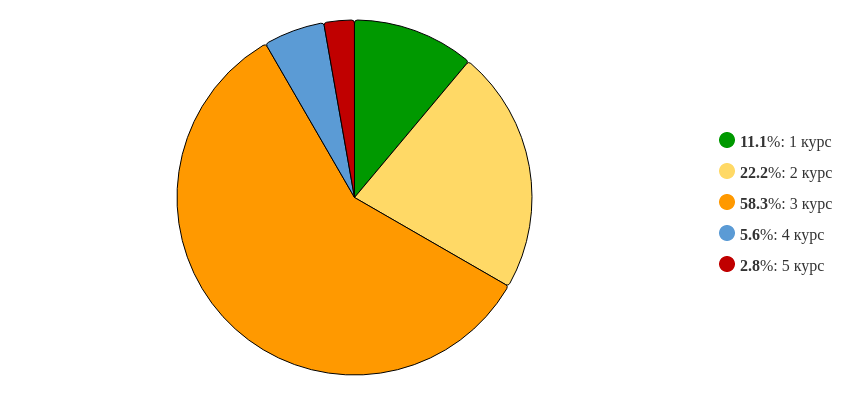 11.1%: 1 курс
22.2%: 2 курс
58.3%: 3 курс
5.6%: 4 курс
2.8%: 5 курс